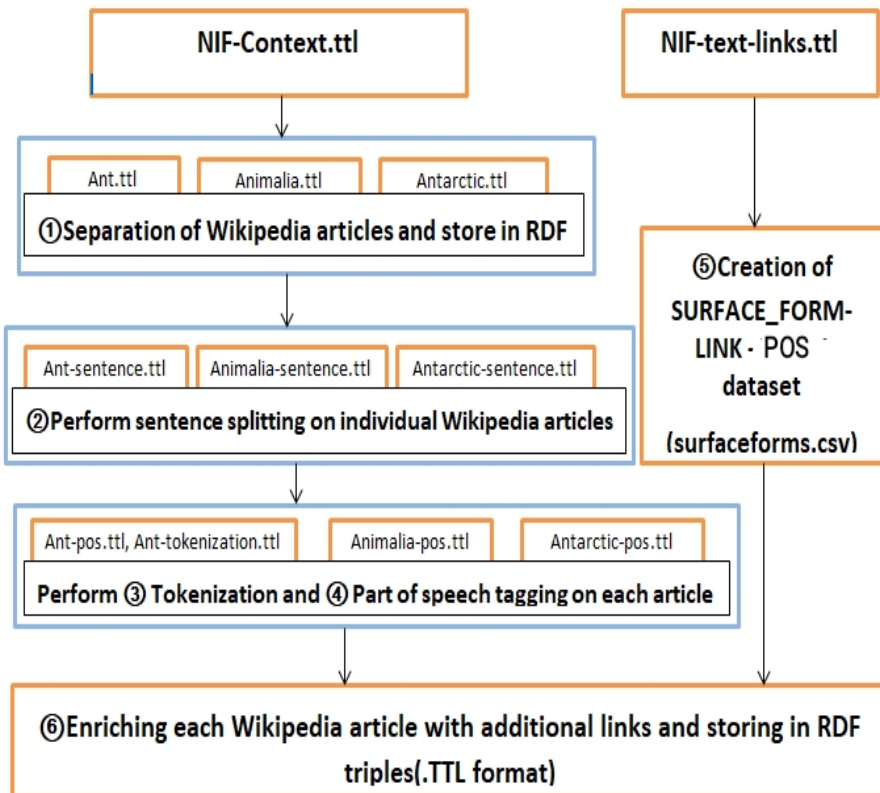 NIF-Context.ttl
NIF-text-links.ttl
Ant.ttl
Animalia.ttl
Antarctic.ttl
①Separation of Wikipedia articles and store in RDF
Ant-sentence.ttl
Animalia-sentence.ttl
Antarctic-sentence.ttl
②Perform sentence splitting on individual Wikipedia articles
Ant-pos.ttl, Ant-tokenization.ttl
Animalia-pos.ttl
Antarctic-pos.ttl
Perform ③ Tokenization and ④ Part of speech tagging on each article
⑤Creation of
SURFACE_FORM-
LINK - POS
dataset
(surfaceforms.csv)
⑥Enriching each Wikipedia article with additional links and storing in RDF
triples(.TTL format)